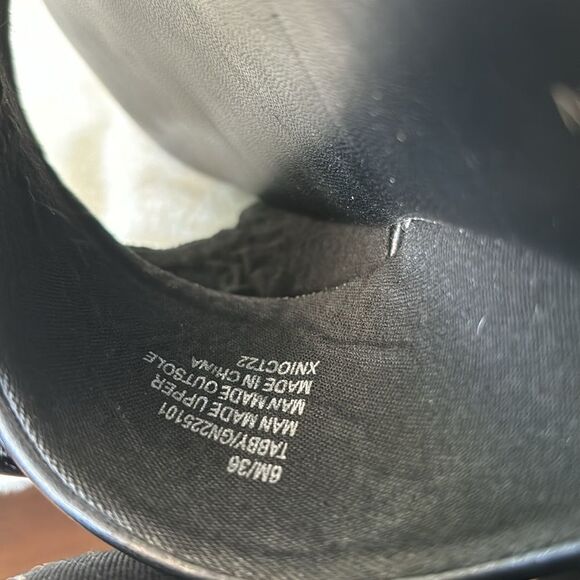 6M/36
TABBY/GN225101
MAN MADE UPPER
MAN MADE OUTSOLE
MADE IN CHINA
XNIOCT22